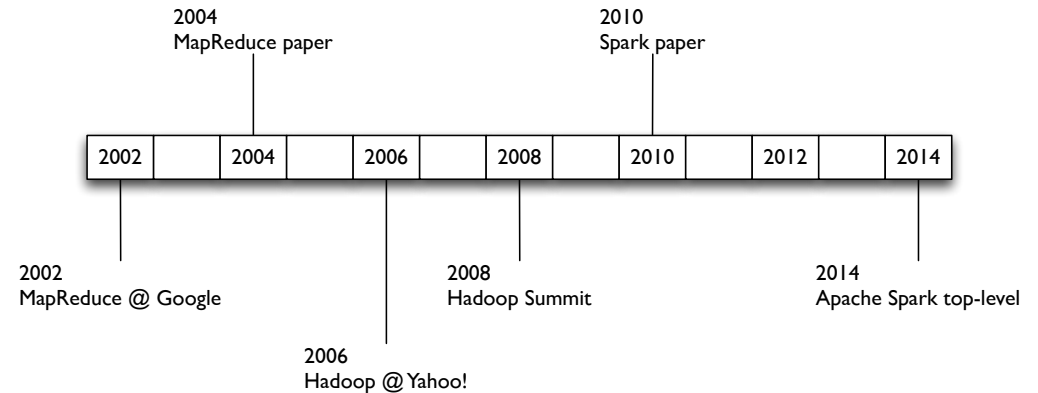 2004
MapReduce paper
2010
Spark paper
2002 2004 2006 2008 2010 2012 2014
2002
MapReduce @ Google
2008
Hadoop Summit
2014
Apache Spark top-level
2006
Hadoop @ Yahoo!